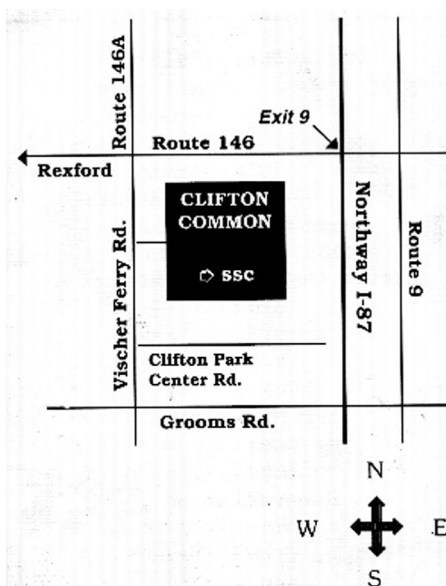 Route 146A
Exit 9
Route 146
Rexford
CLIFTON
COMMON
⇨ SSC
Vischer Ferry Rd.
Northway I-87
Route 9
Clifton Park
Center Rd.
Grooms Rd.
N
W
E
S